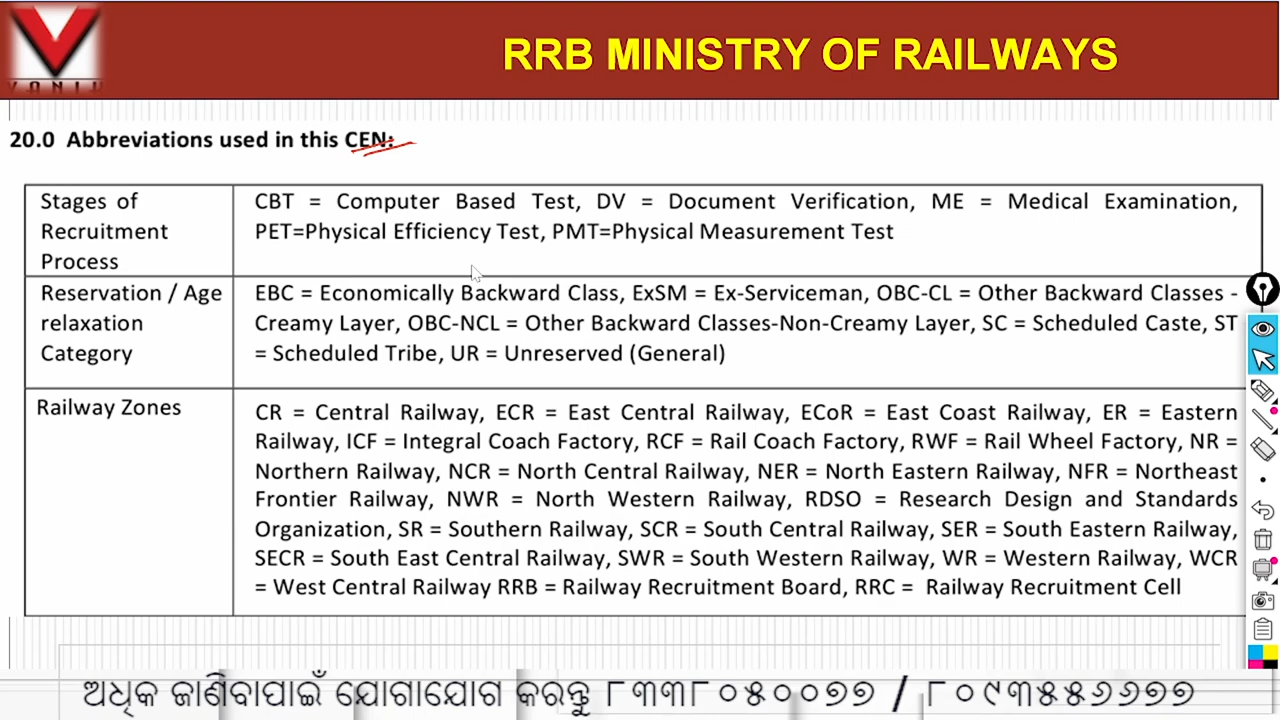 VANIJ
RRB MINISTRY OF RAILWAYS
20.0 Abbreviations used in this CEN:
Stages of
Recruitment
Process
CBT = Computer Based Test, DV = Document Verification, ME = Medical Examination,
PET=Physical Efficiency Test, PMT=Physical Measurement Test
Reservation / Age
relaxation
Category
EBC = Economically Backward Class, ExSM = Ex-Serviceman, OBC-CL = Other Backward Classes -
Creamy Layer, OBC-NCL = Other Backward Classes-Non-Creamy Layer, SC = Scheduled Caste, ST
= Scheduled Tribe, UR = Unreserved (General)
Railway Zones
CR = Central Railway, ECR = East Central Railway, ECoR = East Coast Railway, ER = Eastern
Railway, ICF = Integral Coach Factory, RCF = Rail Coach Factory, RWF = Rail Wheel Factory, NR =
Northern Railway, NCR = North Central Railway, NER = North Eastern Railway, NFR = Northeast
Frontier Railway, NWR = North Western Railway, RDSO = Research Design and Standards
Organization, SR = Southern Railway, SCR = South Central Railway, SER = South Eastern Railway,
SECR = South East Central Railway, SWR = South Western Railway, WR = Western Railway, WCR
= West Central Railway RRB = Railway Recruitment Board, RRC = Railway Recruitment Cell
ଅଧିକ ଜାଣିବାପାଇଁ ଯୋଗାଯୋଗ କରନ୍ତୁ ୮୩୩୮୦୫୦୦୭୭ / ୮୦୯୩୫୫୬୬୭୭